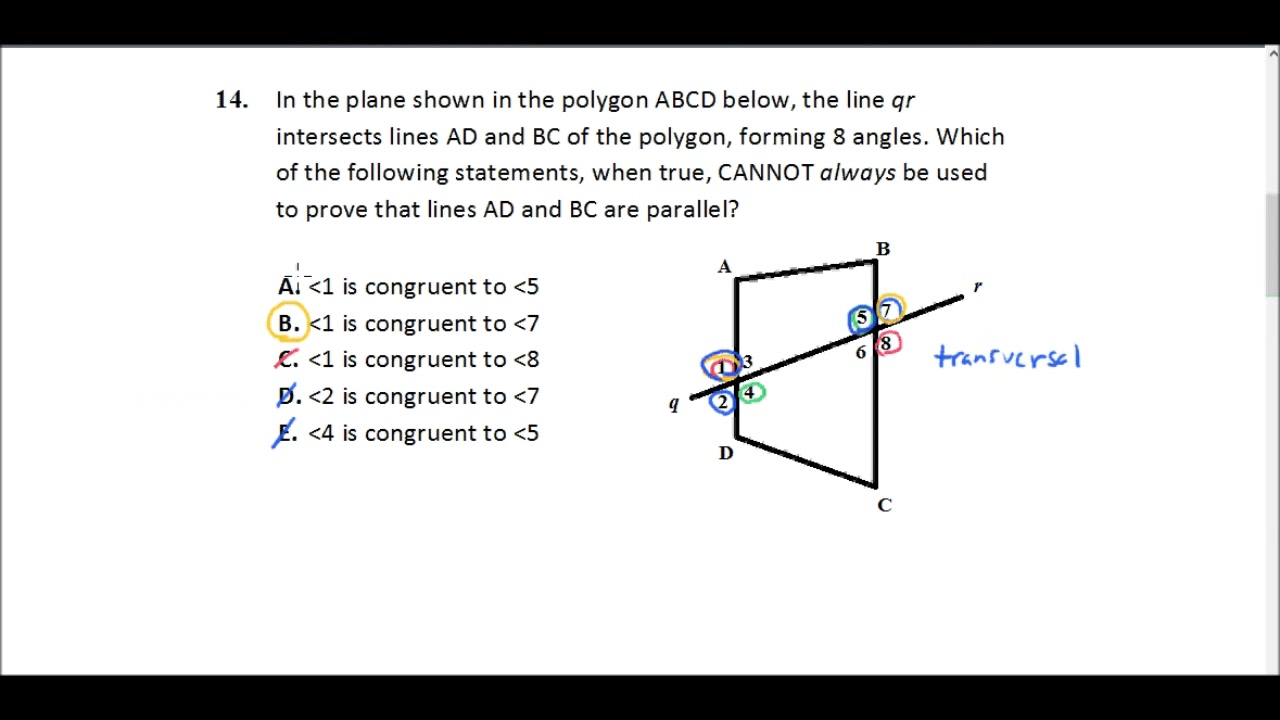 14. In the plane shown in the polygon ABCD below, the line qr
intersects lines AD and BC of the polygon, forming 8 angles. Which
of the following statements, when true, CANNOT always be used
to prove that lines AD and BC are parallel?
A. <1 is congruent to <5
B. <1 is congruent to <7
C. <1 is congruent to <8
D. <2 is congruent to <7
E. <4 is congruent to <5
B
A
r
5 7
6 8
transversal
1 3
2 4
q
D
C